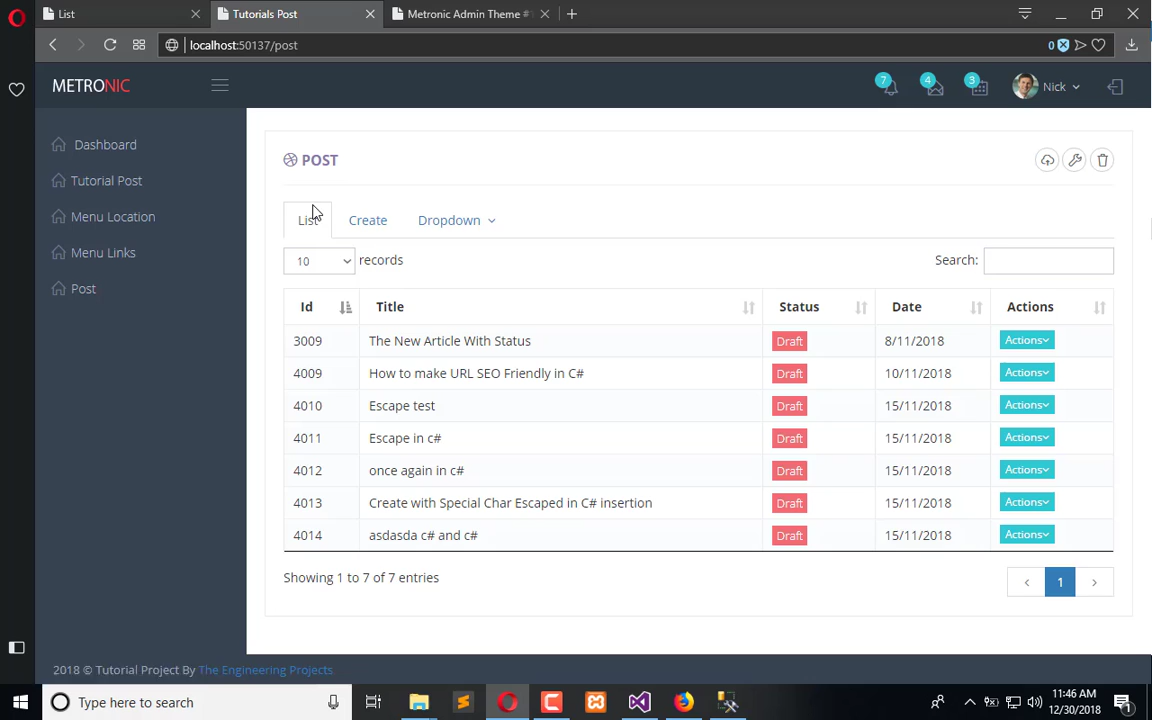 List
Tutorials Post
Metronic Admin Theme #1
localhost:50137/post
0
METRONIC
7
4
3
Nick
Dashboard
Tutorial Post
Menu Location
Menu Links
Post
POST
List
Create
Dropdown
10
records
Search:
Id
Title
Status
Date
Actions
3009 The New Article With Status Draft 8/11/2018 Actions
4009 How to make URL SEO Friendly in C# Draft 10/11/2018 Actions
4010 Escape test Draft 15/11/2018 Actions
4011 Escape in c# Draft 15/11/2018 Actions
4012 once again in c# Draft 15/11/2018 Actions
4013 Create with Special Char Escaped in C# insertion Draft 15/11/2018 Actions
4014 asdasda c# and c# Draft 15/11/2018 Actions
Showing 1 to 7 of 7 entries
1
2018 © Tutorial Project By The Engineering Projects
Type here to search
11:46 AM
12/30/2018
1